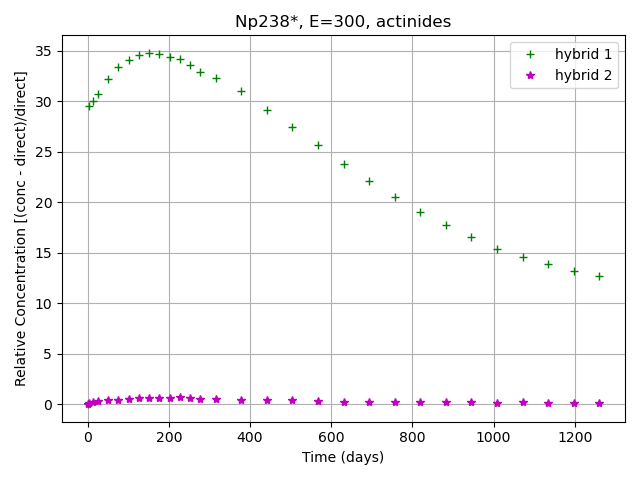 Np238*, E=300, actinides
hybrid 1
hybrid 2
Relative Concentration [(conc - direct)/direct]
35
30
25
20
15
10
5
0
0 200 400 600 800 1000 1200
Time (days)